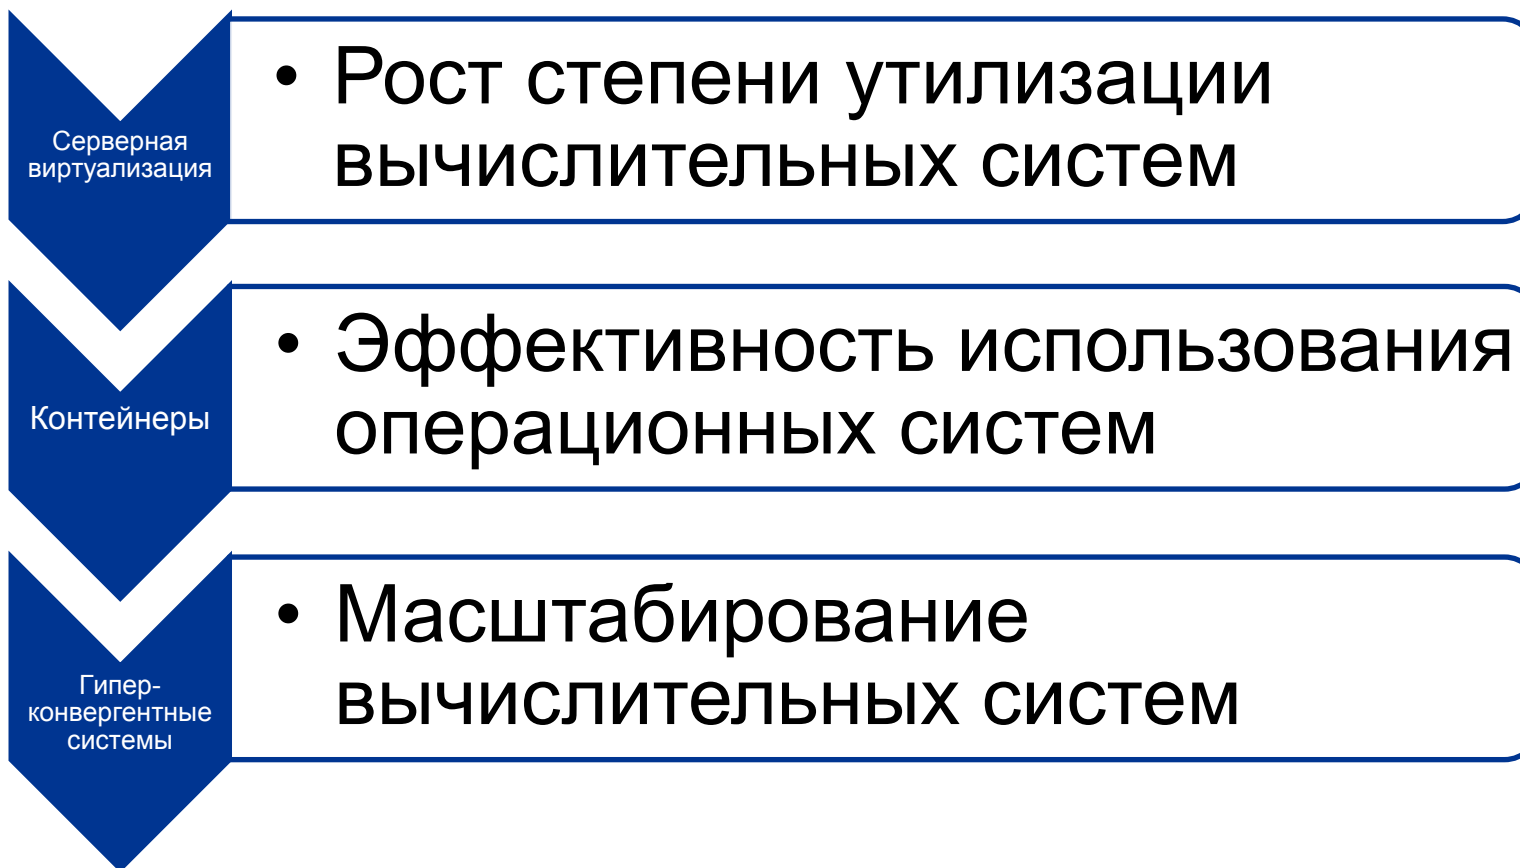 Серверная
виртуализация
• Рост степени утилизации
вычислительных систем
Контейнеры
• Эффективность использования
операционных систем
Гипер-
конвергентные
системы
• Масштабирование
вычислительных систем